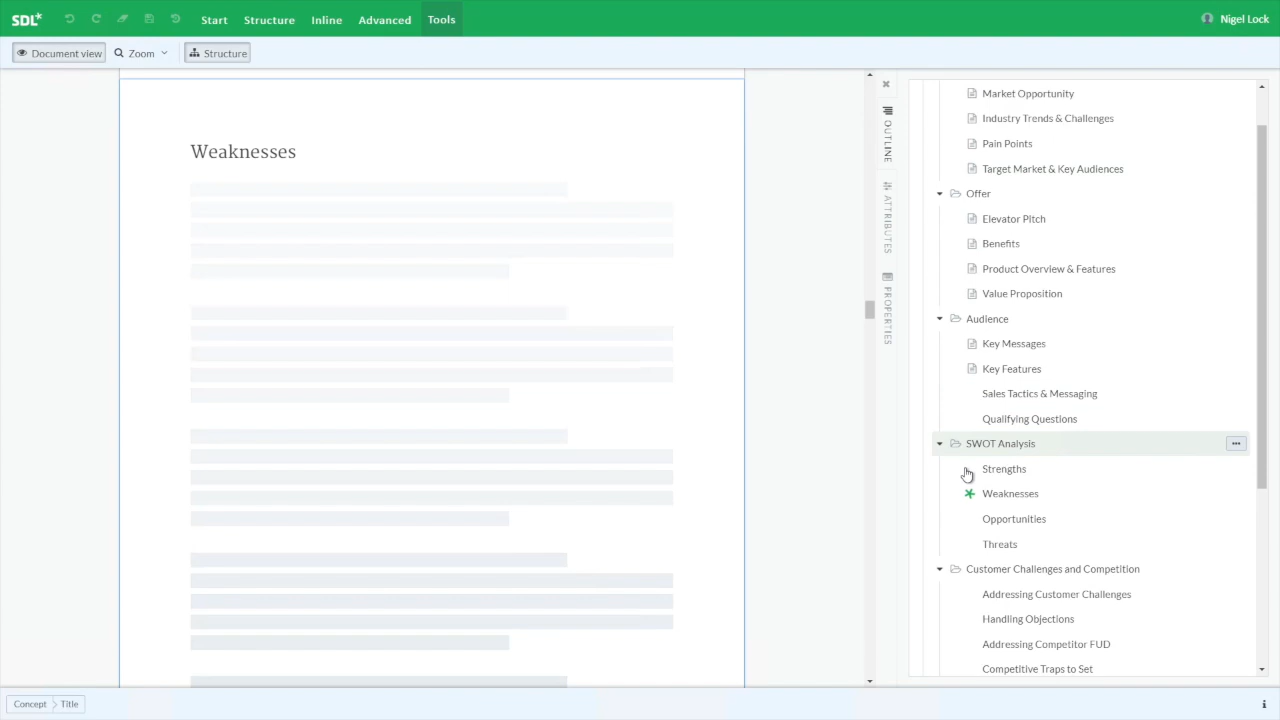 SDL*
Start
Structure
Inline
Advanced
Tools
Nigel Lock
Document view
Zoom
Structure
Weaknesses
OUTLINE
ATTRIBUTES
PROPERTIES
Market Opportunity
Industry Trends & Challenges
Pain Points
Target Market & Key Audiences
Offer
Elevator Pitch
Benefits
Product Overview & Features
Value Proposition
Audience
Key Messages
Key Features
Sales Tactics & Messaging
Qualifying Questions
SWOT Analysis
Strengths
Weaknesses
Opportunities
Threats
Customer Challenges and Competition
Addressing Customer Challenges
Handling Objections
Addressing Competitor FUD
Competitive Traps to Set
Concept
Title